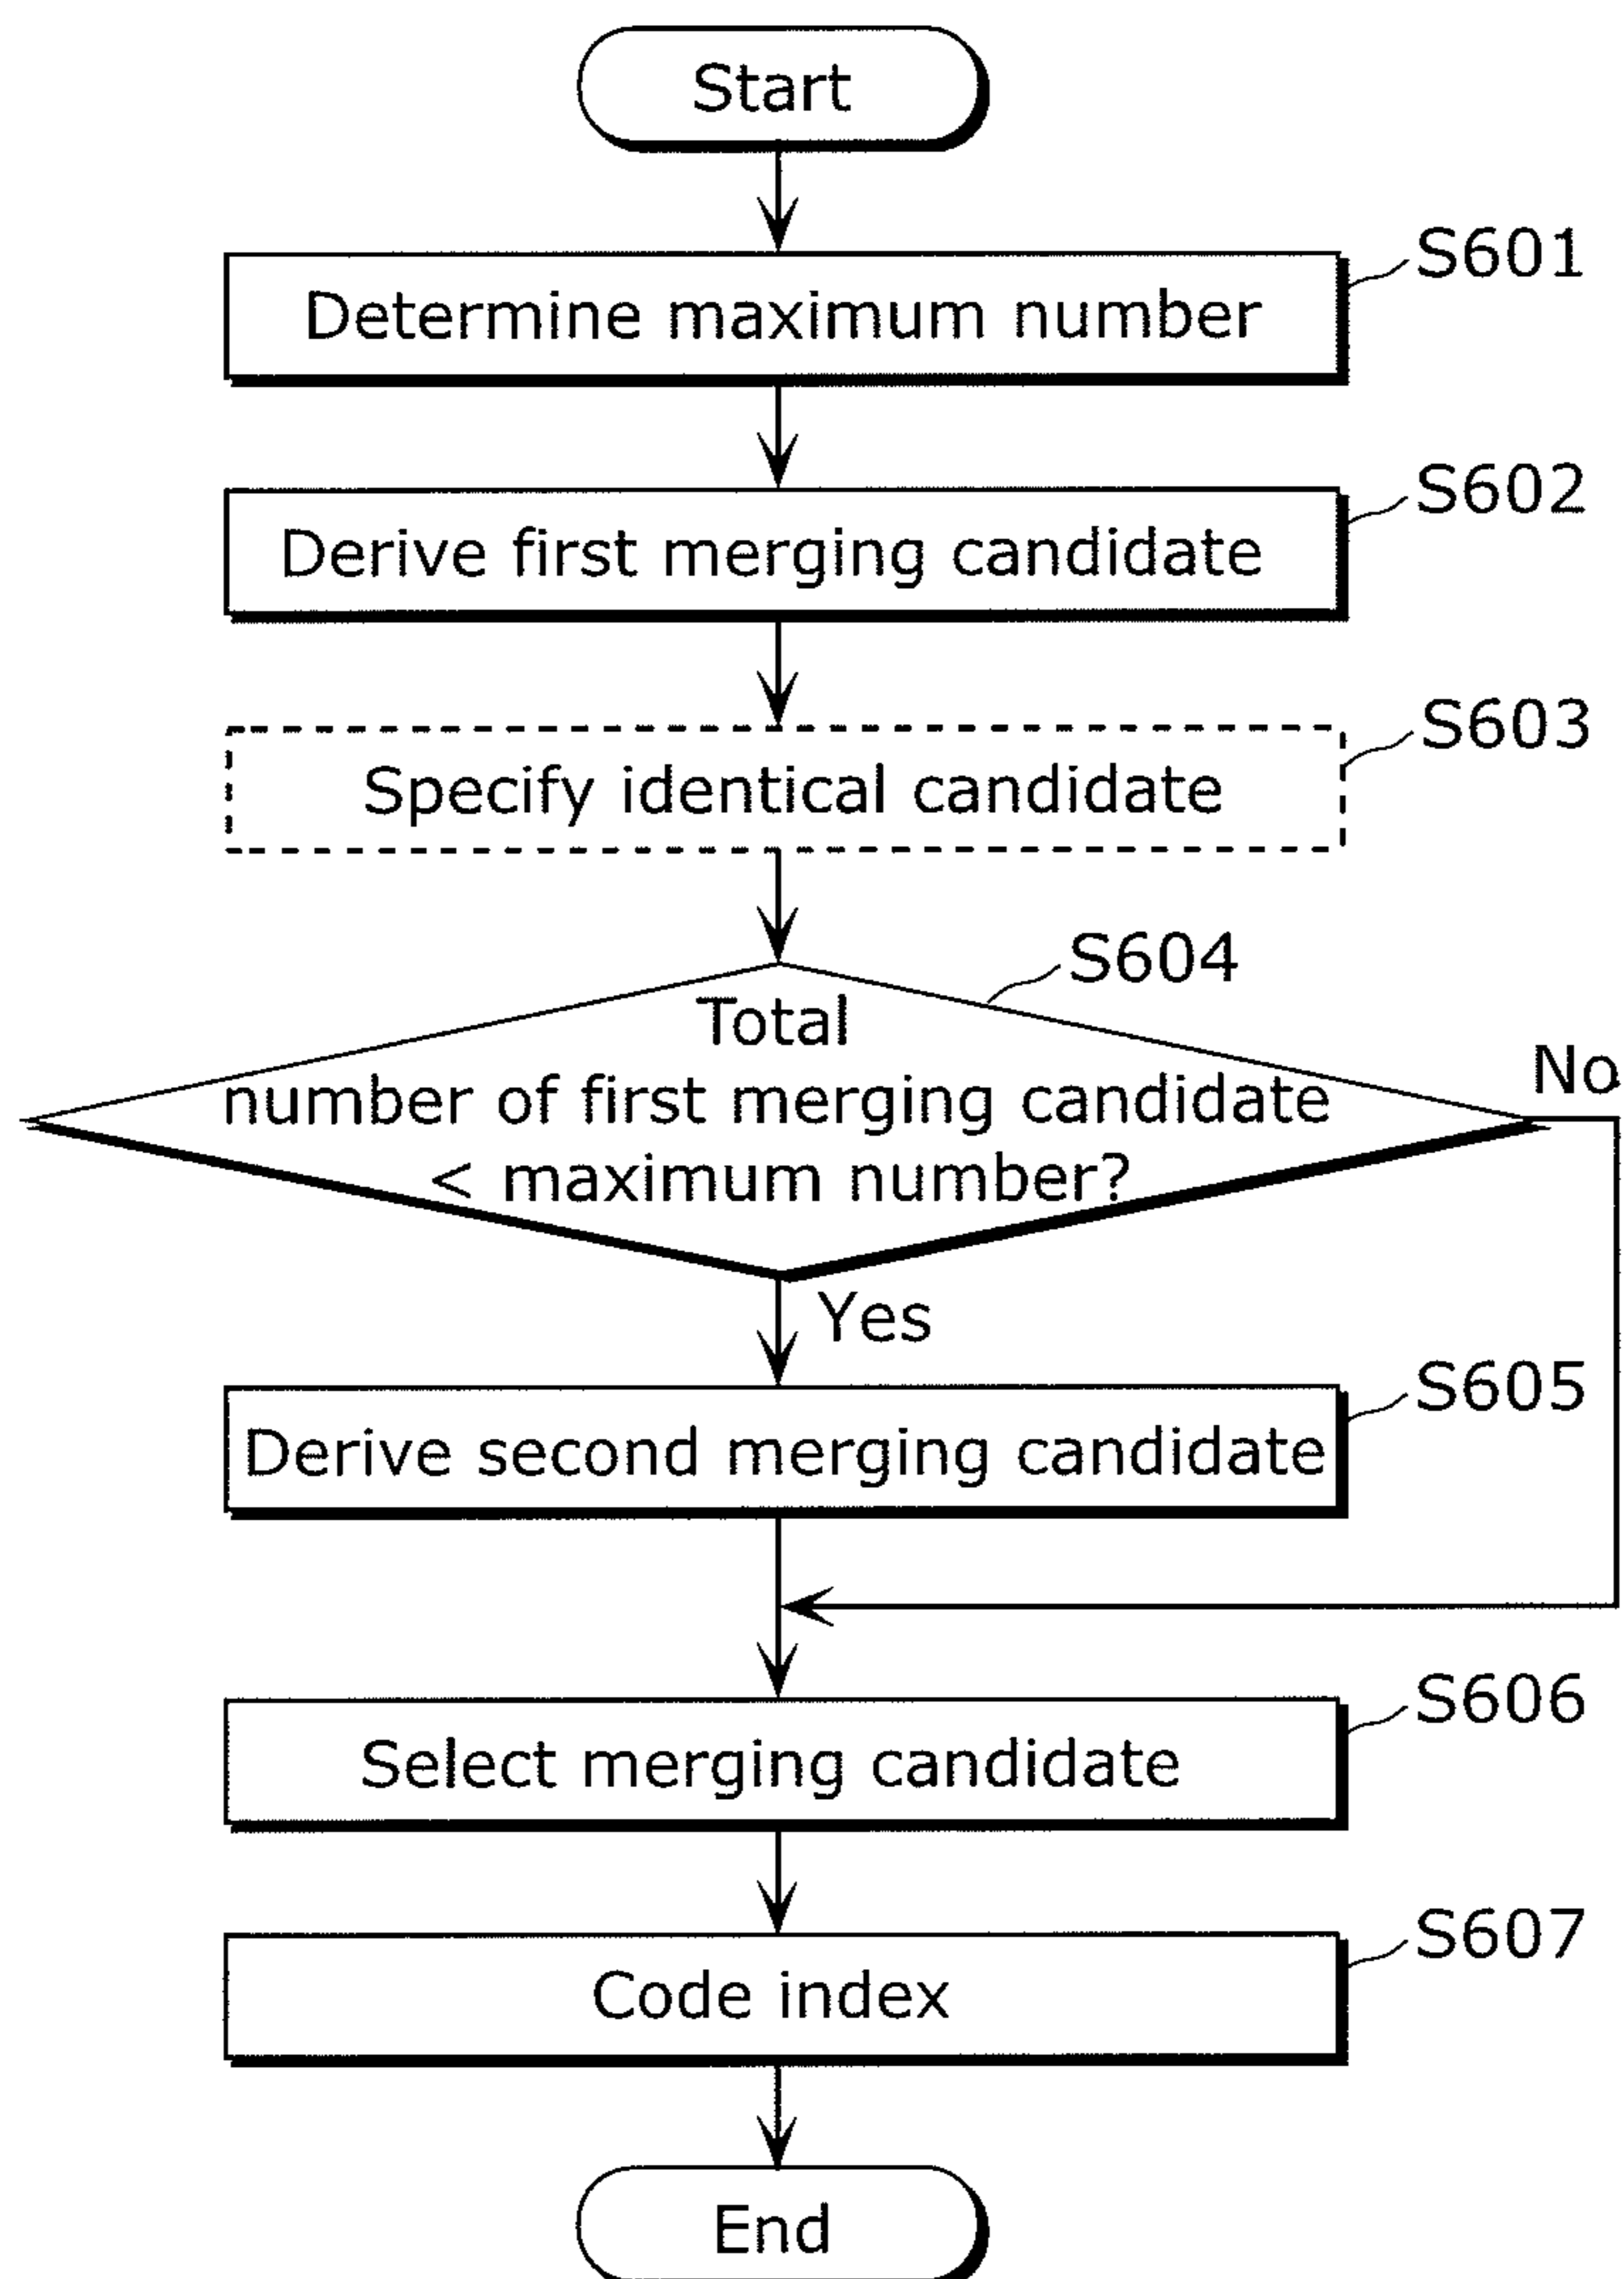 Start
S601
Determine maximum number
S602
Derive first merging candidate
S603
Specify identical candidate
S604
Total
number of first merging candidate
< maximum number?
No
Yes
S605
Derive second merging candidate
S606
Select merging candidate
S607
Code index
End